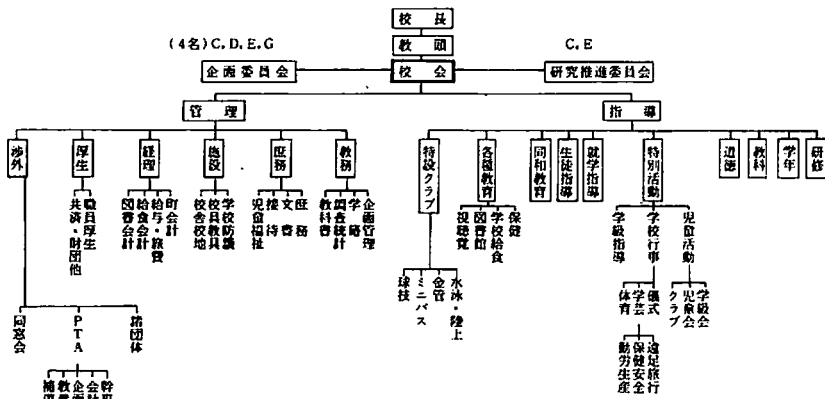 校長
教頭
(4名)C,D,E,G
C,E
企画委員会
校会
研究推進委員会
管理
指導
渉外
厚生
経理
施設
庶務
教務
特設クラブ
各種教育
同和教育
生徒指導
就学指導
特別活動
道徳
教科
学年
研修
共済・財団他
職員厚生
図書会計
給食会計
給与・旅費
町会計
校舎校地
校具教具
学校防護
児童福祉
接待
文書
庶務
教科書
調査統計
学籍
企画管理
視聴覚
図書館
学校給食
保健
学級指導
学校行事
児童活動
球技
ミニバス
金管
水泳・陸上
体育
学芸
儀式
クラブ
児童会
学級会
同窓会
PTA
諸団体
勤労生産
保健安全
遠足旅行